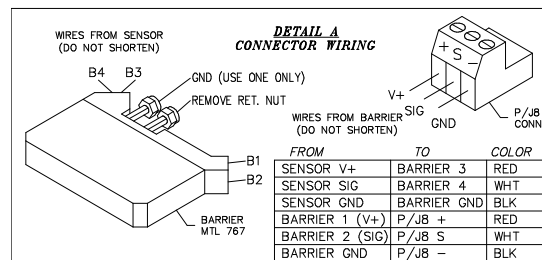 DETAIL A
CONNECTOR WIRING
WIRES FROM SENSOR
(DO NOT SHORTEN)
B4 B3
GND (USE ONE ONLY)
REMOVE RET. NUT
B1
B2
BARRIER
MTL 767
+ S -
V+
SIG
GND
WIRES FROM BARRIER
(DO NOT SHORTEN)
P/J8
CONN
FROM TO COLOR
SENSOR V+ BARRIER 3 RED
SENSOR SIG BARRIER 4 WHT
SENSOR GND BARRIER GND BLK
BARRIER 1 (V+) P/J8 + RED
BARRIER 2 (SIG) P/J8 S WHT
BARRIER GND P/J8 - BLK